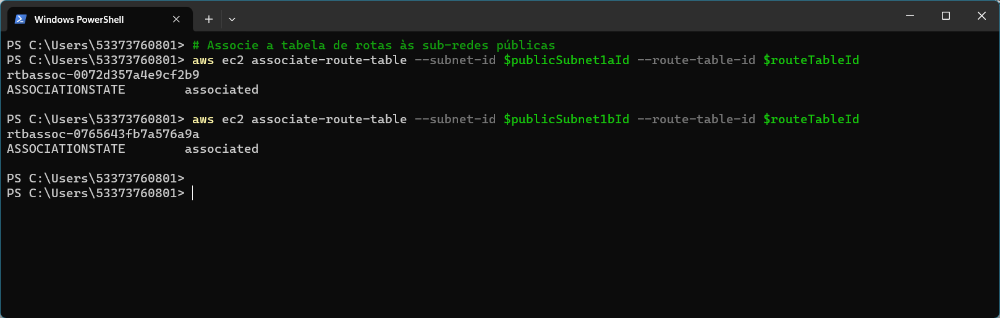 Windows PowerShell
PS C:\Users\53373760801> # Associe a tabela de rotas às sub-redes públicas
PS C:\Users\53373760801> aws ec2 associate-route-table --subnet-id $publicSubnet1aId --route-table-id $routeTableId
rtbassoc-0072d357a4e9cf2b9
ASSOCIATIONSTATE        associated
PS C:\Users\53373760801> aws ec2 associate-route-table --subnet-id $publicSubnet1bId --route-table-id $routeTableId
rtbassoc-0765643fb7a576a9a
ASSOCIATIONSTATE        associated
PS C:\Users\53373760801>
PS C:\Users\53373760801>